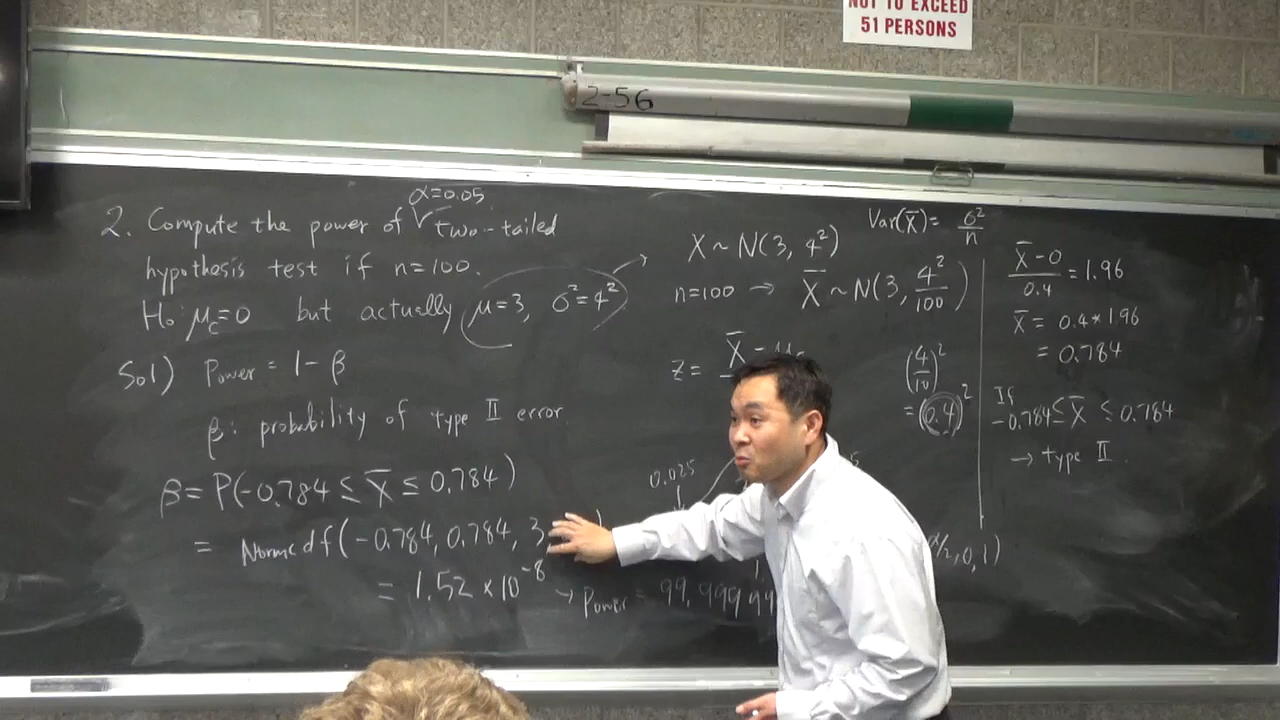 NOT TO EXCEED
51 PERSONS
2-56
α=0.05
2. Compute the power of √ two-tailed
hypothesis test if n=100.
H₀: μc=0 but actually (μ=3, σ²=4²)
Sol) Power = 1-β
β: probability of type II error.
β= P(-0.784 ≤ X̄ ≤ 0.784)
= Normcdf(-0.784, 0.784, 3
= 1.52 × 10⁻⁸ → Power = 99.99999
X ~ N(3, 4²)
n=100 → X̄ ~ N(3, 4²/100)
Z = X̄ -
0.025
Var(X̄) = σ²/n
(4/10)²
= (0.4)²
α/2, 0, 1)
X̄-0/0.4 = 1.96
X̄ = 0.4*1.96
= 0.784
If
-0.784 ≤ X̄ ≤ 0.784
→ type II.